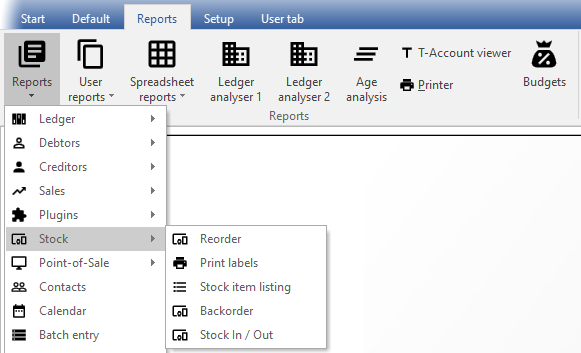 Start Default Reports Setup User tab
Reports User reports Spreadsheet reports Ledger analyser 1 Ledger analyser 2 Age analysis T T-Account viewer Printer Budgets
Reports
Ledger
Debtors
Creditors
Sales
Plugins
Stock
Point-of-Sale
Contacts
Calendar
Batch entry
Reorder
Print labels
Stock item listing
Backorder
Stock In / Out